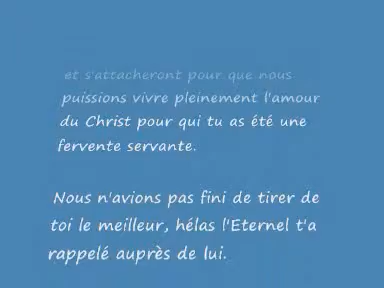 et s'attacheront pour que nous
puissions vivre pleinement l'amour
du Christ pour qui tu as été une
fervente servante.
Nous n'avions pas fini de tirer de
toi le meilleur, hélas l'Eternel t'a
rappelé auprès de lui.